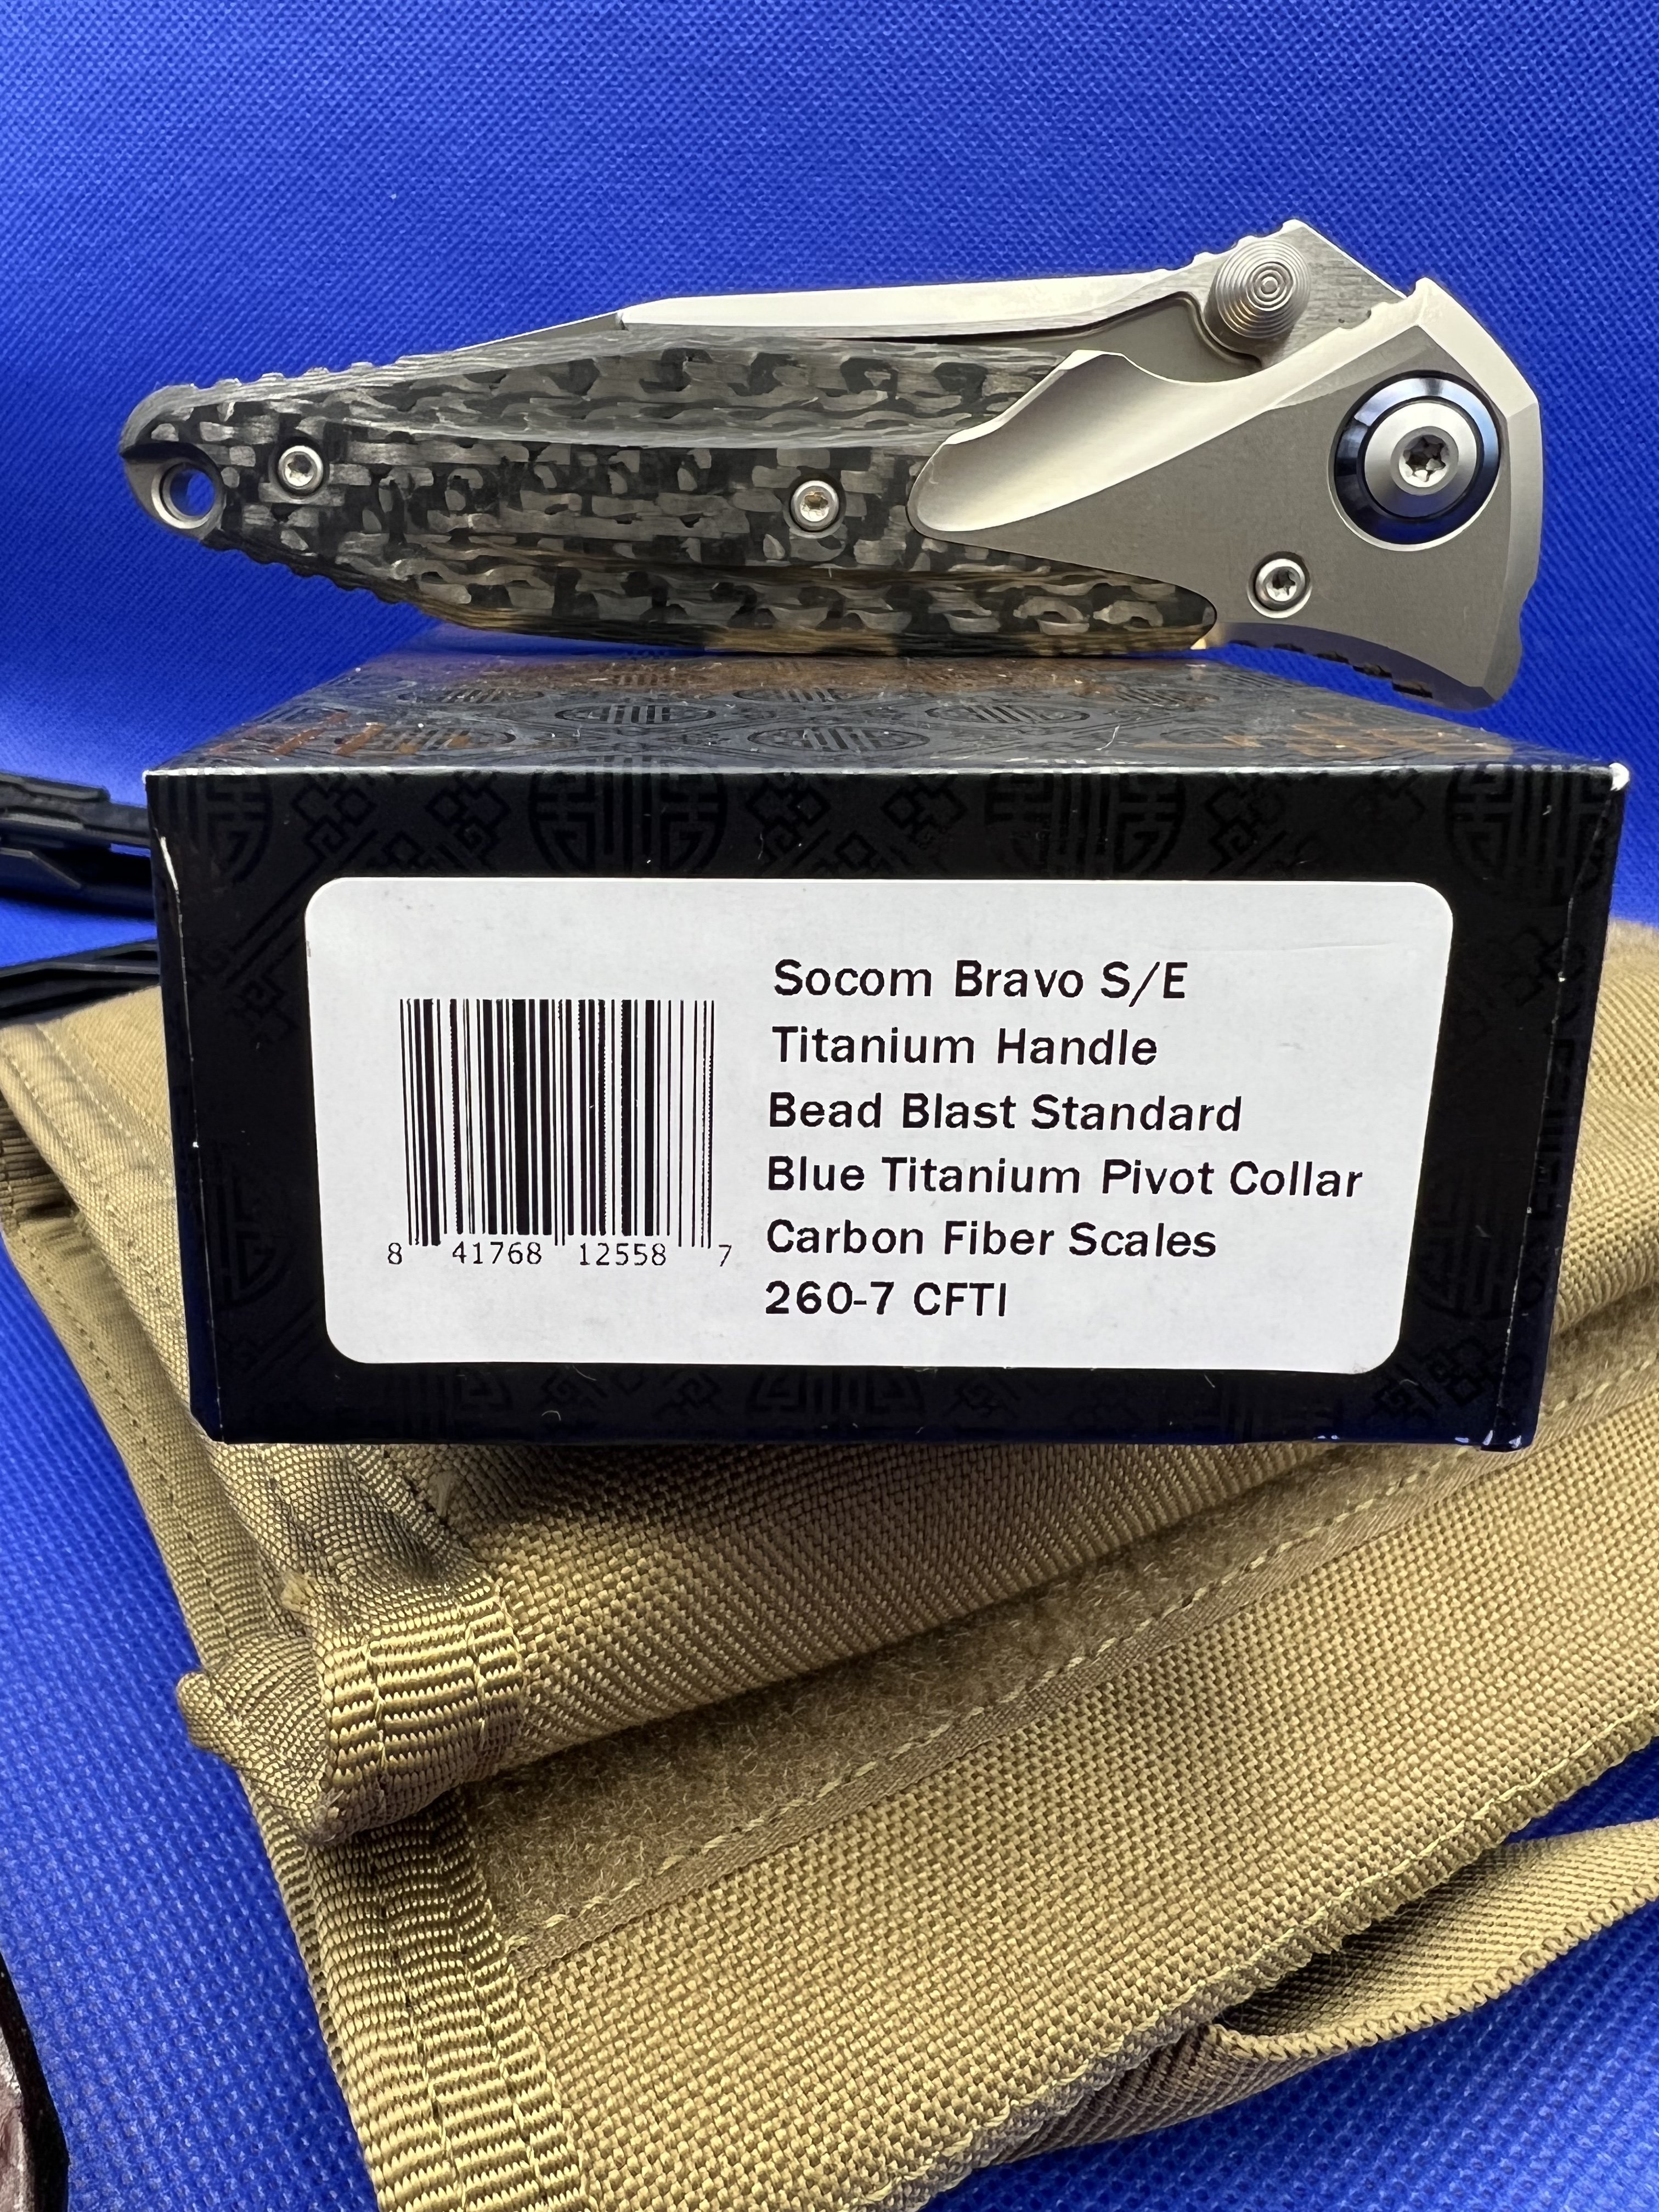 Socom Bravo S/E
Titanium Handle
Bead Blast Standard
Blue Titanium Pivot Collar
Carbon Fiber Scales
260-7 CFTI
8 41768 12558 7